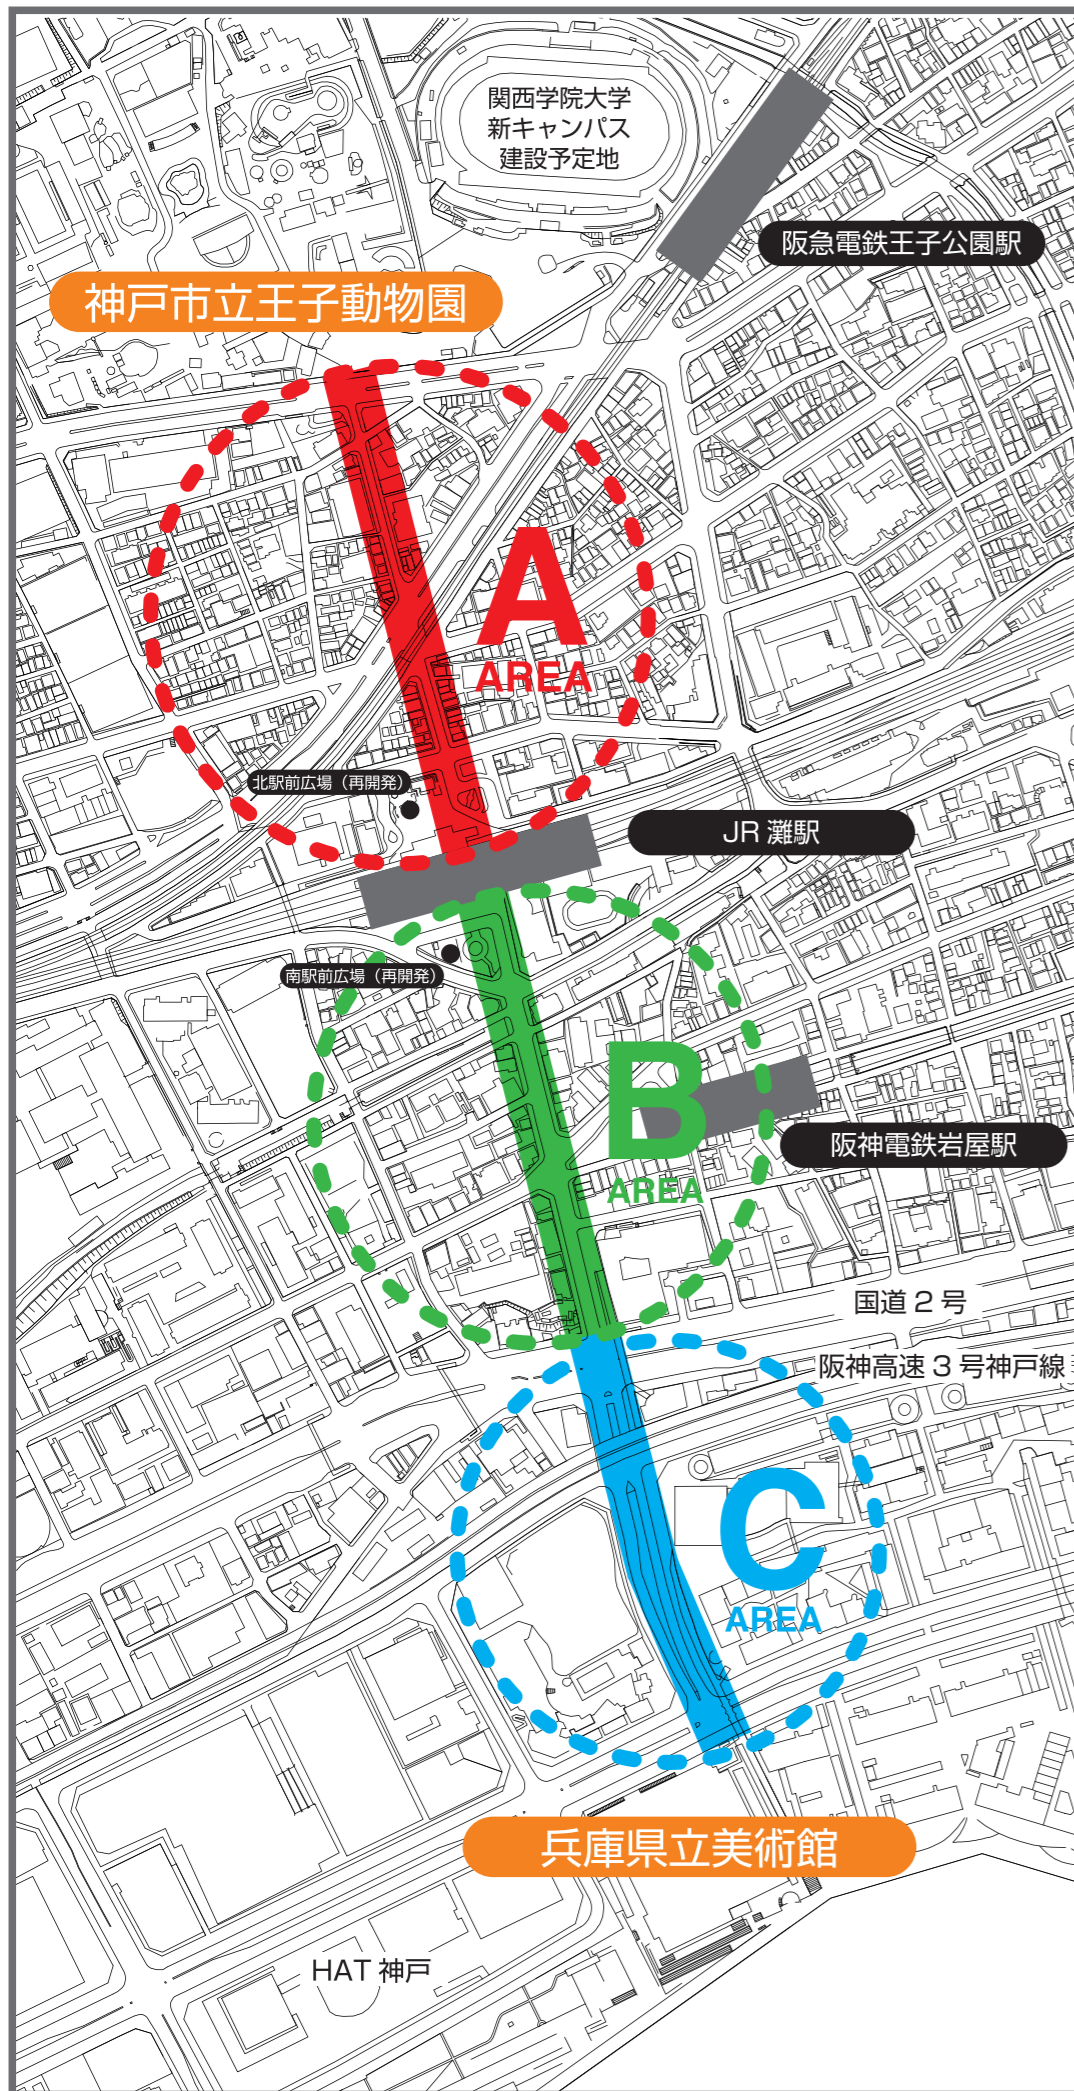 関西学院大学
新キャンパス
建設予定地
阪急電鉄王子公園駅
神戸市立王子動物園
A
AREA
北駅前広場（再開発）
JR 灘駅
南駅前広場（再開発）
B
AREA
阪神電鉄岩屋駅
国道 2 号
阪神高速 3 号神戸線
C
AREA
兵庫県立美術館
HAT 神戸